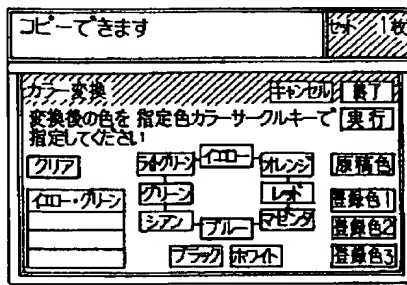 コピーできます
セット 1枚
カラー変換
キャンセル 終了
変換後の色を 指定色カラーサークルキーで 実行
指定してください
クリア ライトグリーン イエロー オレンジ 原稿色
イエロー・グリーン グリーン レッド 登録色1
シアン ブルー マゼンタ 登録色2
ブラック ホワイト 登録色3